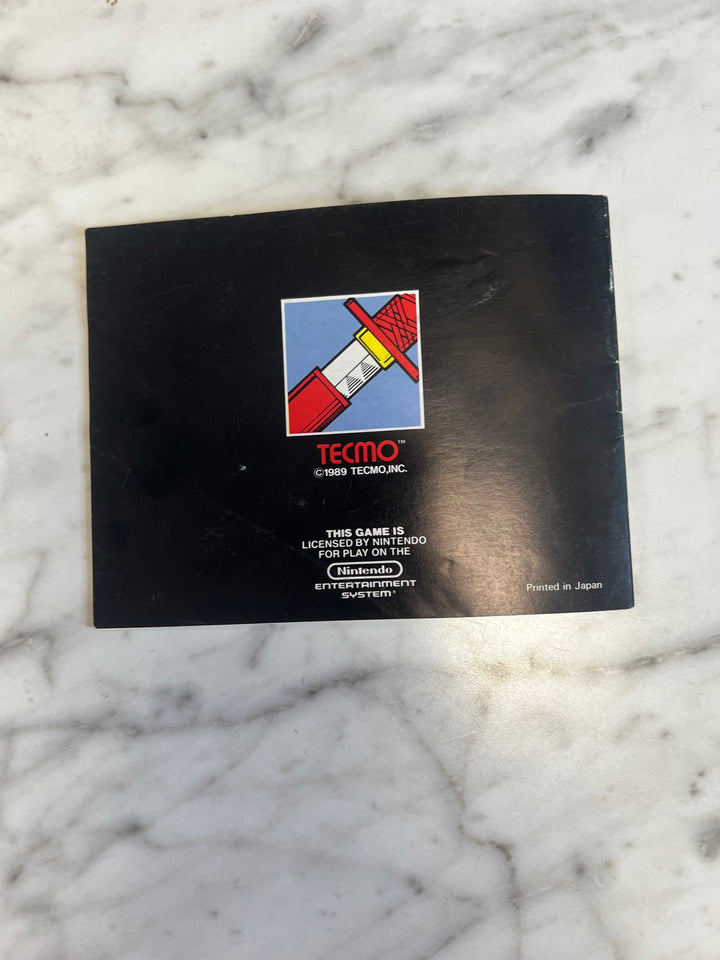 TECMO™
©1989 TECMO,INC.
THIS GAME IS
LICENSED BY NINTENDO
FOR PLAY ON THE
Nintendo
ENTERTAINMENT
SYSTEM®
Printed in Japan